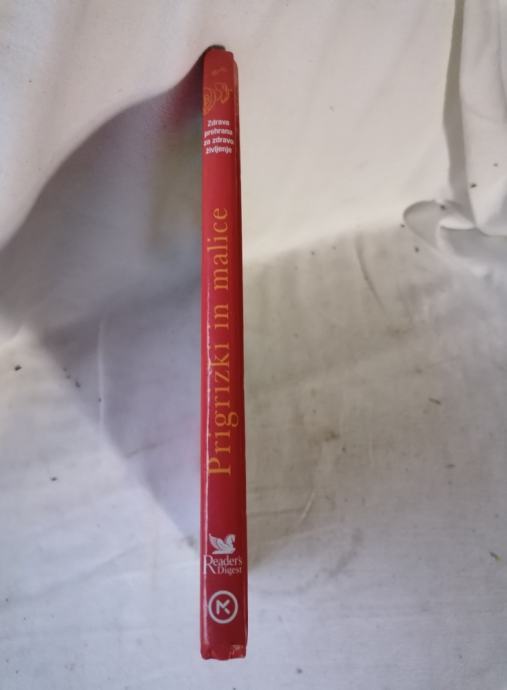 Zdrava
prehrana
za zdravo
življenje
Prigrizki in malice
Reader's
Digest